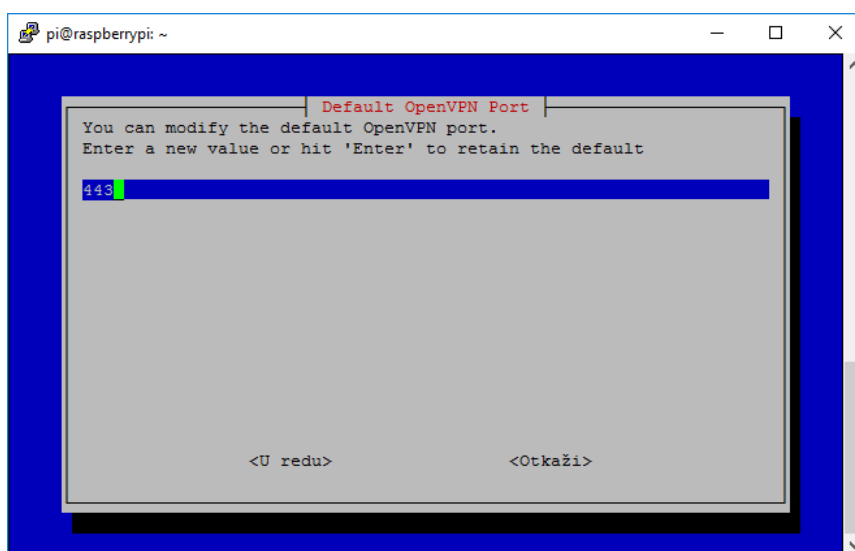 pi@raspberrypi: ~
Default OpenVPN Port
You can modify the default OpenVPN port.
Enter a new value or hit 'Enter' to retain the default
443
<U redu> <Otkaži>